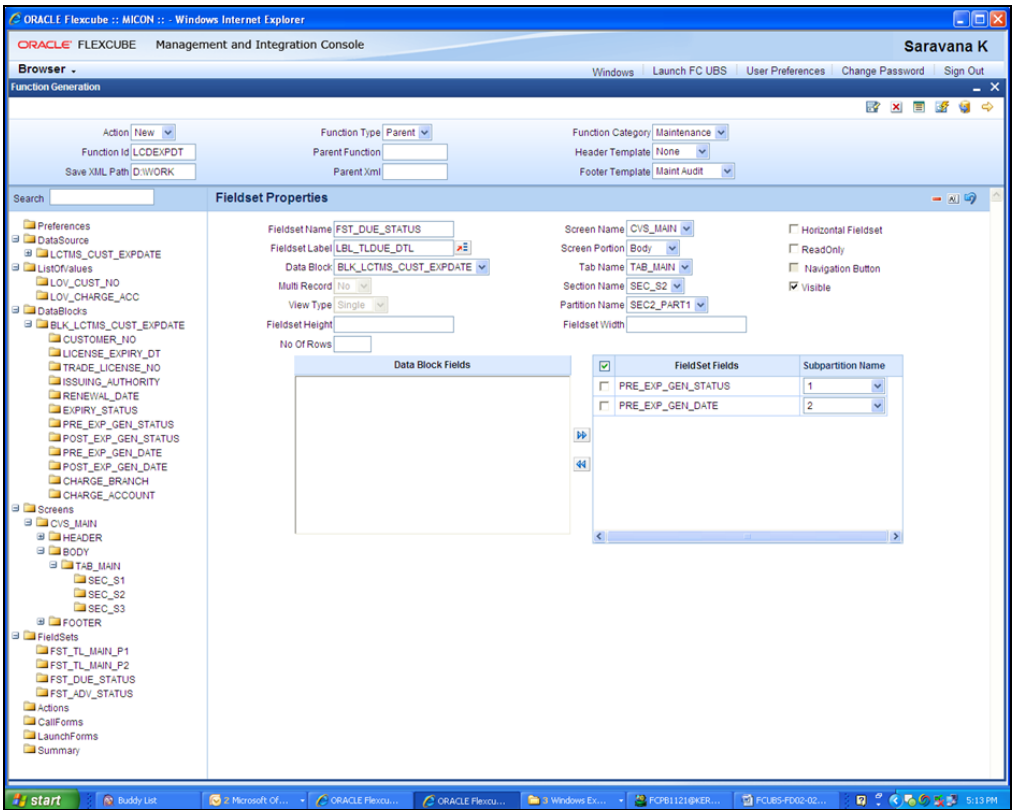 ORACLE Flexcube :: MICON :: - Windows Internet Explorer
ORACLE FLEXCUBE Management and Integration Console
Saravana K
Browser
Windows Launch FC UBS User Preferences Change Password Sign Out
Function Generation
Action New Function Type Parent Function Category Maintenance
Function Id LCDEXPDT Parent Function Header Template None
Save XML Path D:\WORK Parent Xml Footer Template Maint Audit
Search
Preferences
DataSource
LCTMS_CUST_EXPDATE
ListOfValues
LOV_CUST_NO
LOV_CHARGE_ACC
DataBlocks
BLK_LCTMS_CUST_EXPDATE
CUSTOMER_NO
LICENSE_EXPIRY_DT
TRADE_LICENSE_NO
ISSUING_AUTHORITY
RENEWAL_DATE
EXPIRY_STATUS
PRE_EXP_GEN_STATUS
POST_EXP_GEN_STATUS
PRE_EXP_GEN_DATE
POST_EXP_GEN_DATE
CHARGE_BRANCH
CHARGE_ACCOUNT
Screens
CVS_MAIN
HEADER
BODY
TAB_MAIN
SEC_S1
SEC_S2
SEC_S3
FOOTER
FieldSets
FST_TL_MAIN_P1
FST_TL_MAIN_P2
FST_DUE_STATUS
FST_ADV_STATUS
Actions
CallForms
LaunchForms
Summary
Fieldset Properties
Fieldset Name FST_DUE_STATUS Screen Name CVS_MAIN Horizontal Fieldset
Fieldset Label LBL_TLDUE_DTL Screen Portion Body ReadOnly
Data Block BLK_LCTMS_CUST_EXPDATE Tab Name TAB_MAIN Navigation Button
Multi Record No Section Name SEC_S2 Visible
View Type Single Partition Name SEC2_PART1
Fieldset Height Fieldset Width
No Of Rows
Data Block Fields
FieldSet Fields Subpartition Name
PRE_EXP_GEN_STATUS 1
PRE_EXP_GEN_DATE 2
start Buddy List 2 Microsoft Of... ORACLE Flexcu... ORACLE Flexcu... 3 Windows Ex... FCPB1121@KER... FCUBS-FD02-02... 5:13 PM